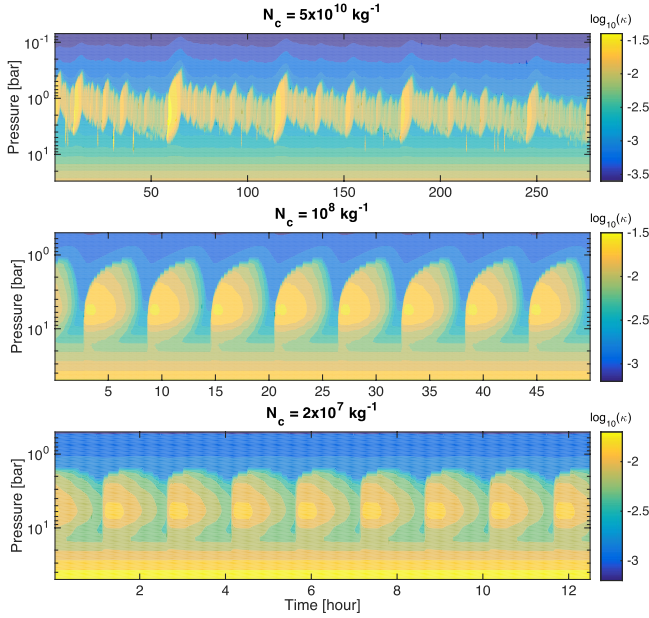 N_c = 5x10^10 kg^-1
log_10(κ)
Pressure [bar]
10^-1
10^0
10^1
50 100 150 200 250
-1.5
-2
-2.5
-3
-3.5
N_c = 10^8 kg^-1
log_10(κ)
Pressure [bar]
10^0
10^1
5 10 15 20 25 30 35 40 45
-1.5
-2
-2.5
-3
N_c = 2x10^7 kg^-1
log_10(κ)
Pressure [bar]
10^0
10^1
2 4 6 8 10 12
Time [hour]
-2
-2.5
-3